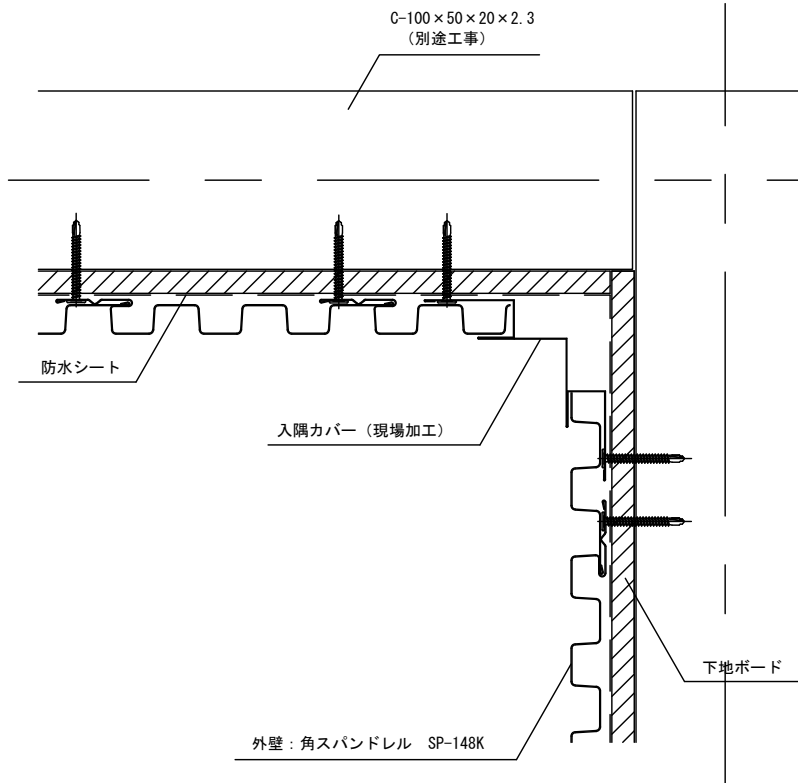 C-100×50×20×2.3
（別途工事）
防水シート
入隅カバー（現場加工）
下地ボード
外壁：角スパンドレル SP-148K